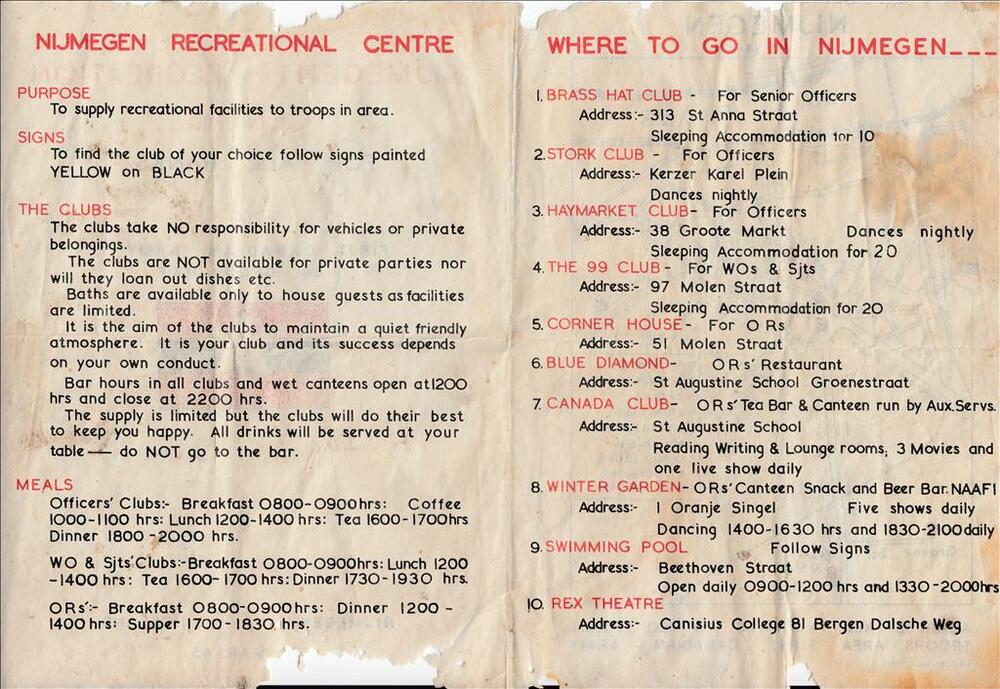 NIJMEGEN RECREATIONAL CENTRE
PURPOSE
To supply recreational facilities to troops in area.
SIGNS
To find the club of your choice follow signs painted
YELLOW on BLACK
THE CLUBS
The clubs take NO responsibility for vehicles or private
belongings.
The clubs are NOT available for private parties nor
will they loan out dishes etc.
Baths are available only to house guests as facilities
are limited.
It is the aim of the clubs to maintain a quiet friendly
atmosphere. It is your club and its success depends
on your own conduct.
Bar hours in all clubs and wet canteens open at 1200
hrs and close at 2200 hrs.
The supply is limited but the clubs will do their best
to keep you happy. All drinks will be served at your
table — do NOT go to the bar.
MEALS
Officers' Clubs:- Breakfast 0800-0900hrs: Coffee
1000-1100 hrs: Lunch 1200-1400 hrs: Tea 1600-1700hrs
Dinner 1800-2000 hrs.
WO & Sjts' Clubs:-Breakfast 0800-0900hrs: Lunch 1200
-1400 hrs: Tea 1600-1700 hrs: Dinner 1730-1930 hrs.
ORs':- Breakfast 0800-0900hrs: Dinner 1200-
1400 hrs: Supper 1700-1830 hrs.
WHERE TO GO IN NIJMEGEN___
1. BRASS HAT CLUB - For Senior Officers
Address:- 313 St Anna Straat
Sleeping Accommodation for 10
2. STORK CLUB - For Officers
Address:- Kerzer Karel Plein
Dances nightly
3. HAYMARKET CLUB- For Officers
Address:- 38 Groote Markt Dances nightly
Sleeping Accommodation for 20
4. THE 99 CLUB- For WOs & Sjts
Address:- 97 Molen Straat
Sleeping Accommodation for 20
5. CORNER HOUSE- For ORs
Address:- 51 Molen Straat
6. BLUE DIAMOND- ORs' Restaurant
Address:- St Augustine School Groenestraat
7. CANADA CLUB- ORs' Tea Bar & Canteen run by Aux.Servs.
Address:- St Augustine School
Reading Writing & Lounge rooms, 3 Movies and
one live show daily
8. WINTER GARDEN- ORs' Canteen Snack and Beer Bar. NAAFI
Address:- 1 Oranje Singel Five shows daily
Dancing 1400-1630 hrs and 1830-2100 daily
9. SWIMMING POOL Follow Signs
Address:- Beethoven Straat
Open daily 0900-1200 hrs and 1330-2000hrs
10. REX THEATRE
Address:- Canisius College 81 Bergen Dalsche Weg